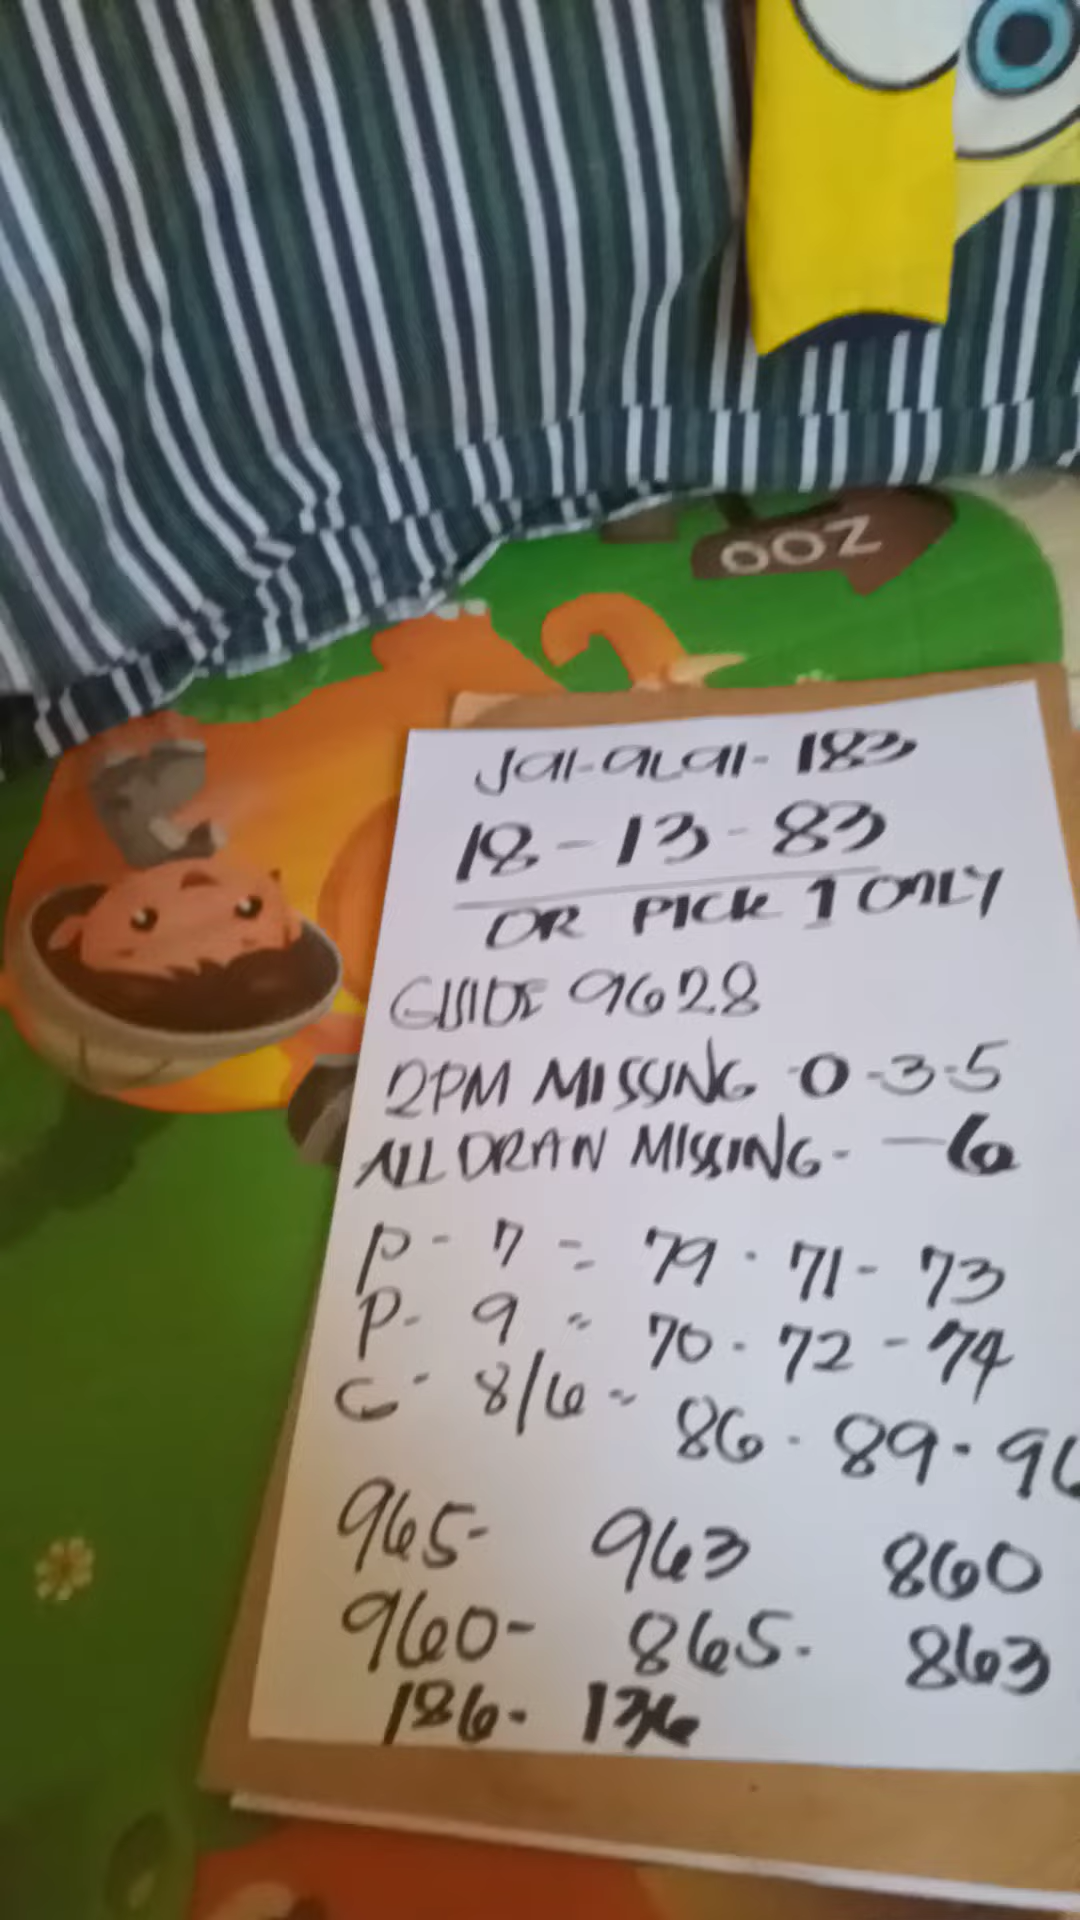 ZOO
Jai-aLai- 183
18 - 13 - 83
OR PICK 1 ONLY
GUIDE 9628
2PM MISSING -0-3-5
ALL DRAN MISSING- -6
P - 7 = 79 - 71 - 73
P- 9 = 70 - 72 - 74
C - 8/6 = 86 - 89 - 96
965- 963 860
960- 865- 863
186- 136